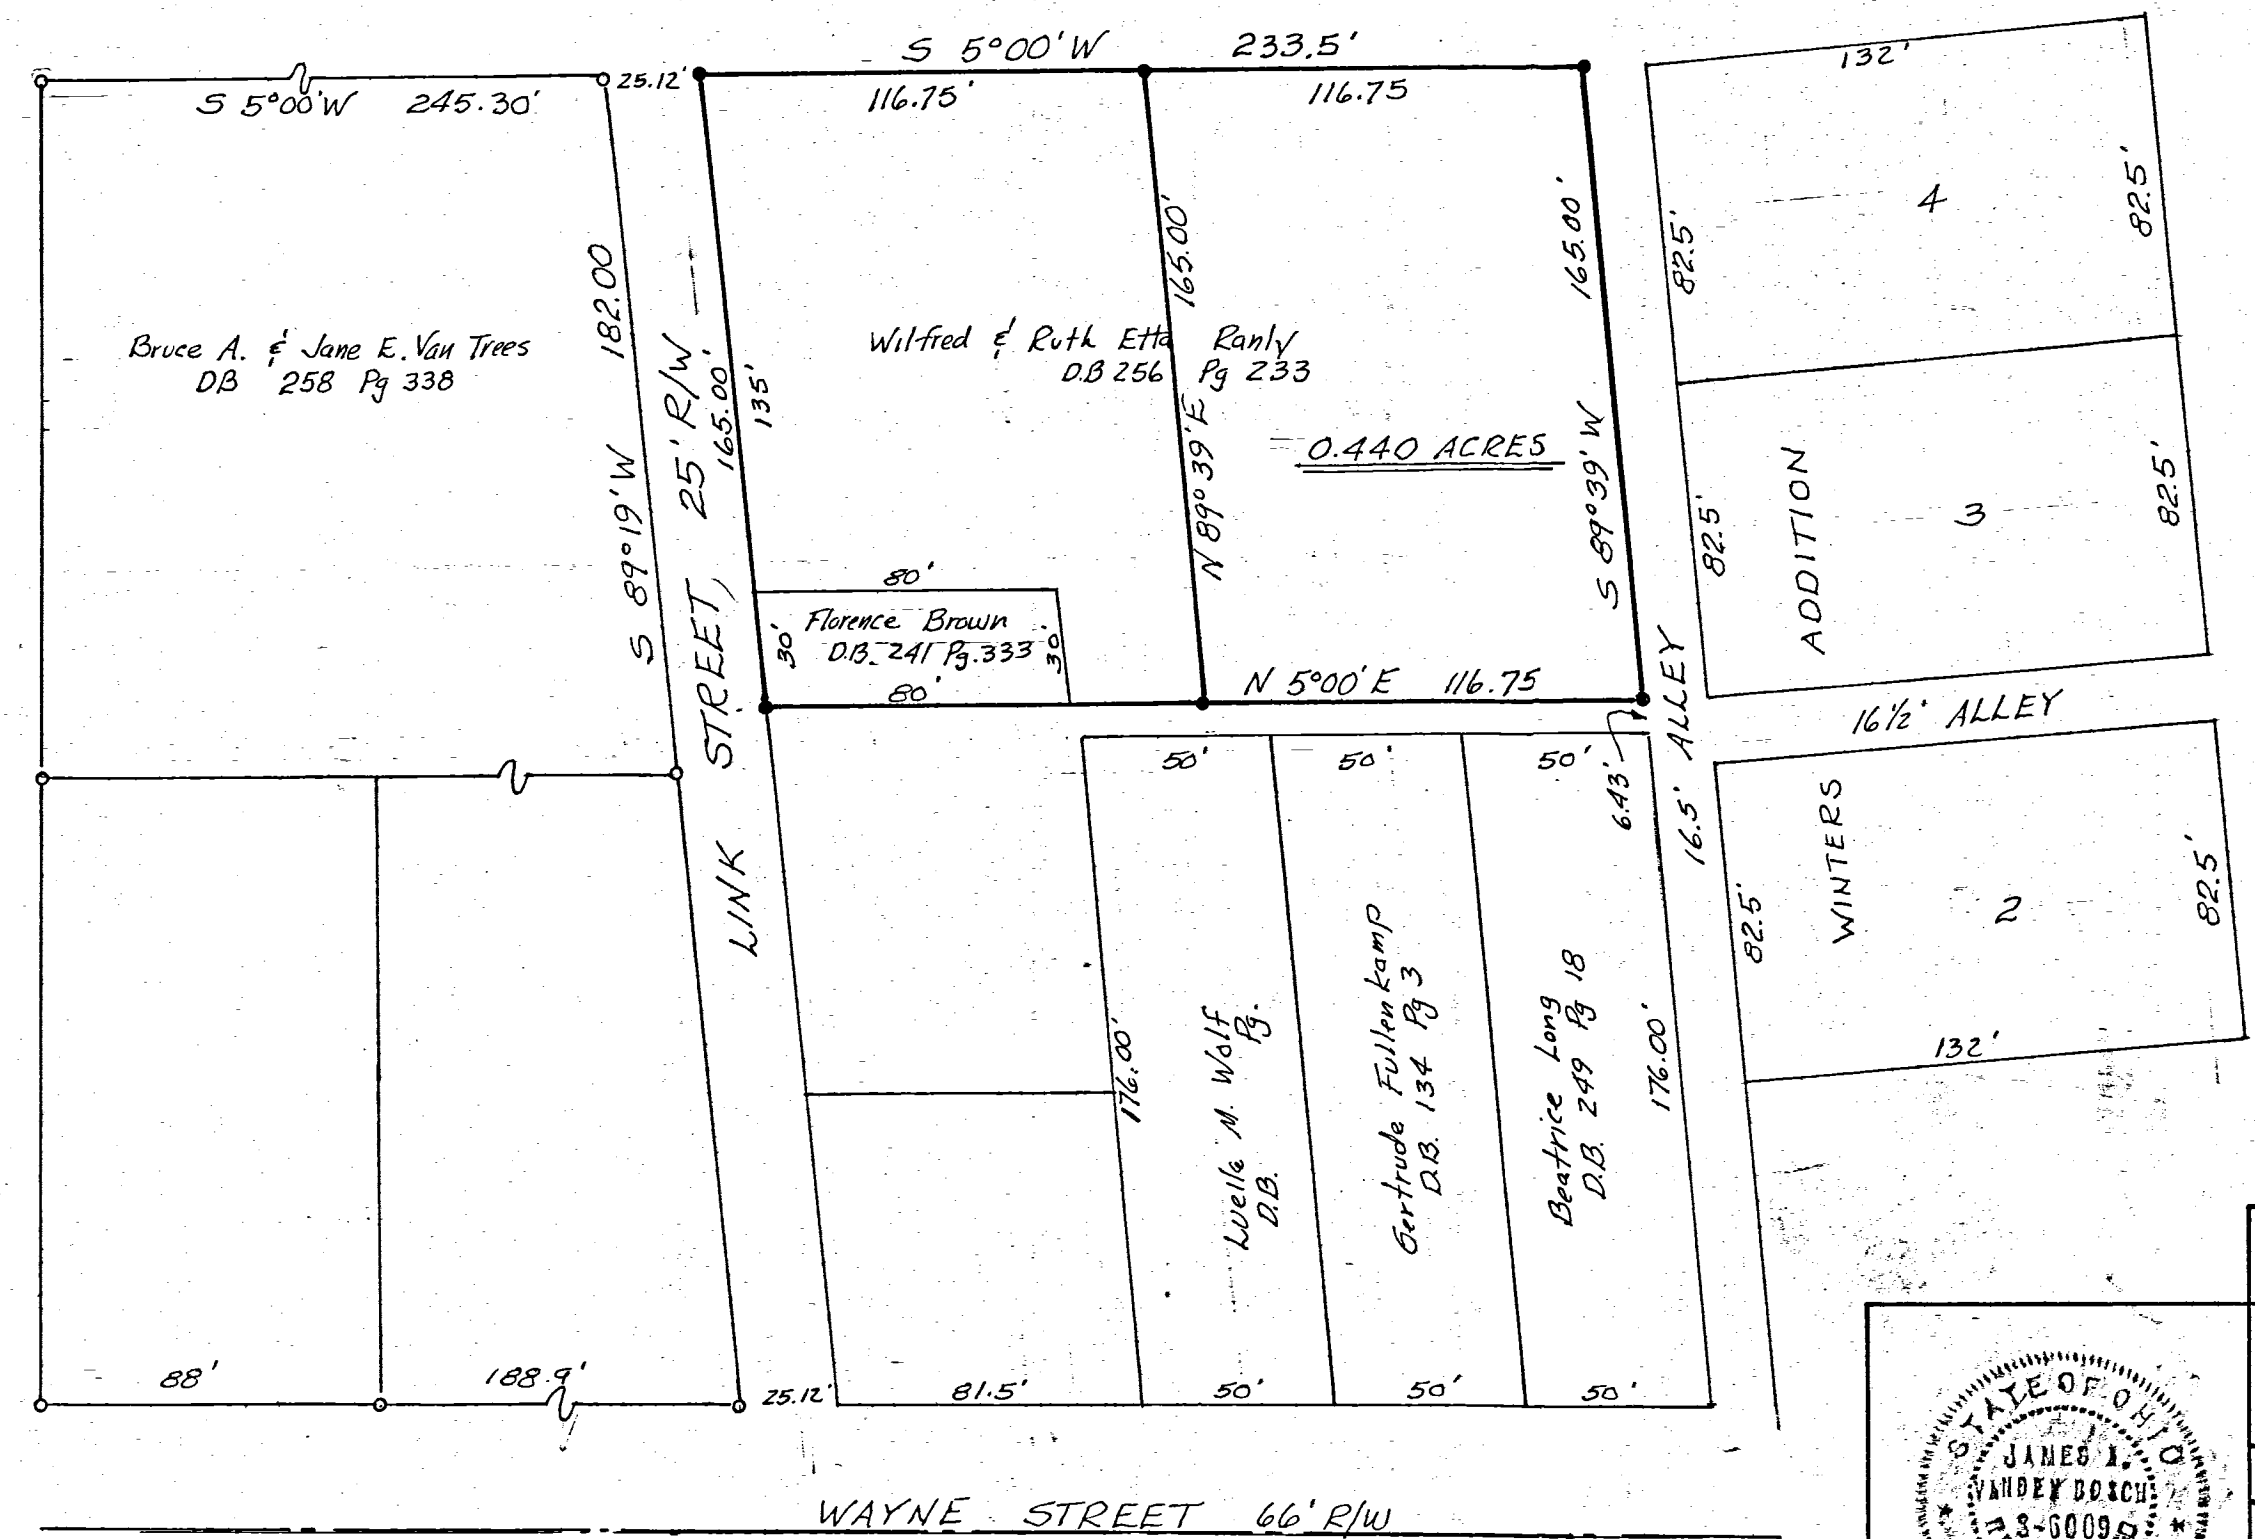 S 5°00'W 233.5'
25.12'
S 5°00'W 245.30'
116.75'
116.75
132'
4
82.5'
82.5'
165.00'
165.00'
182.00
S 89°19'W
Bruce A. & Jane E. Van Trees
DB 258 Pg 338
Wilfred & Ruth Etta Ranly
D.B 256 Pg 233
135'
165.00'
LINK STREET, 25' R/W
N 89°39'E
0.440 ACRES
S 89°39'W
82.5'
82.5'
ADDITION
3
80'
Florence Brown
D.B. 241 Pg. 333
30'
30'
80'
N 5°00'E 116.75
16 1/2' ALLEY
16.5' ALLEY
6.43'
50'
50'
50'
82.5'
WINTERS
2
82.5'
132'
176.00'
Luella M. Wolf
D.B. Pg.
Gertrude Fullenkamp
D.B. 134 Pg 3
Beatrice Long
D.B. 249 Pg 18
176.00'
88'
188.9'
25.12'
81.5'
50'
50'
50'
WAYNE STREET 66' R/W
STATE OF OHIO
JAMES